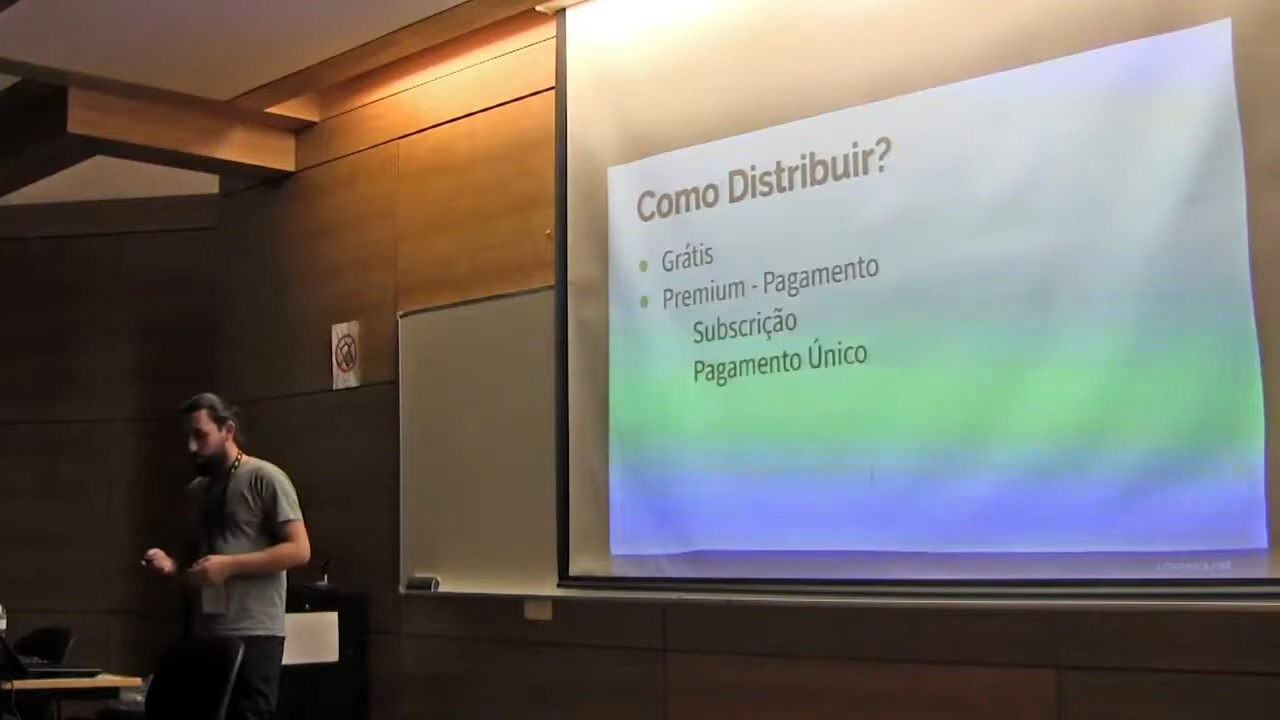 Como Distribuir?
Grátis
Premium - Pagamento
Subscrição
Pagamento Único